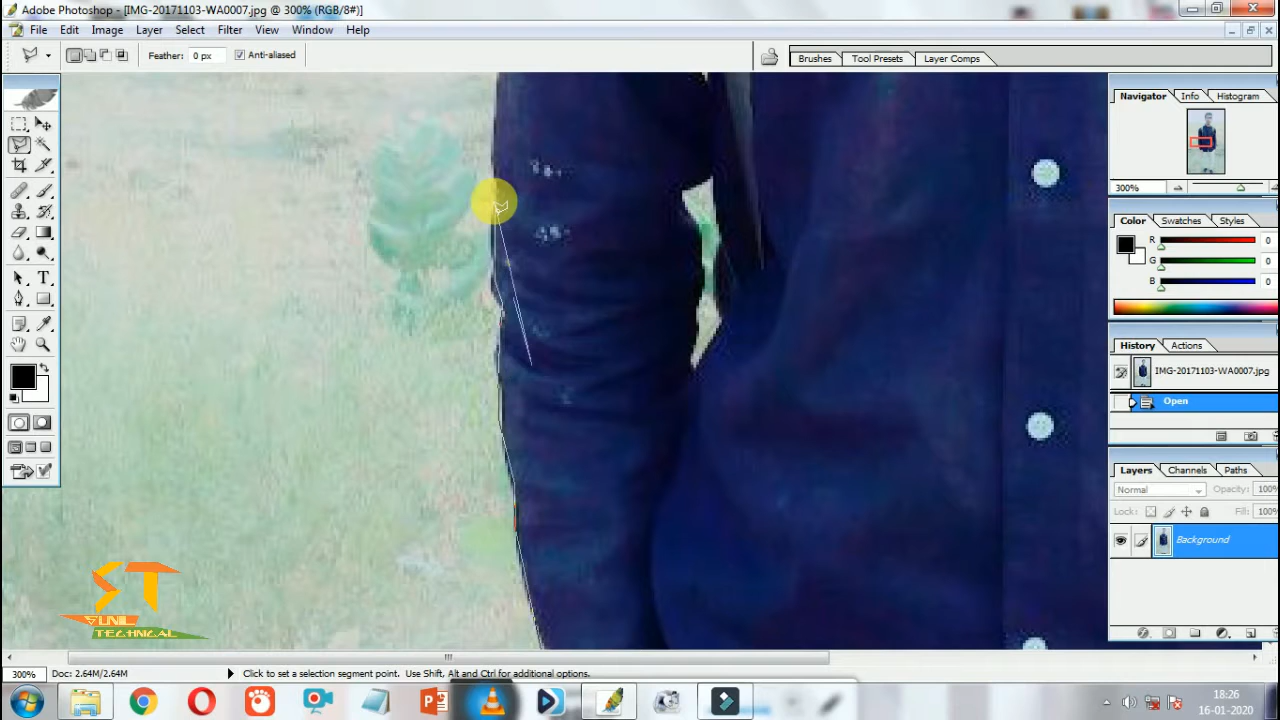 Adobe Photoshop - [IMG-20171103-WA0007.jpg @ 300% (RGB/8#)]
File Edit Image Layer Select Filter View Window Help
Feather: 0 px Anti-aliased Brushes Tool Presets Layer Comps
Navigator Info Histogram
300%
Color Swatches Styles
R 0
G 0
B 0
History Actions
IMG-20171103-WA0007.jpg
Open
Layers Channels Paths
Normal Opacity: 100%
Lock: Fill: 100%
Background
ST
SUNIL
TECHNICAL
300% Doc: 2.64M/2.64M Click to set a selection segment point. Use Shift, Alt and Ctrl for additional options.
18:26
16-01-2020